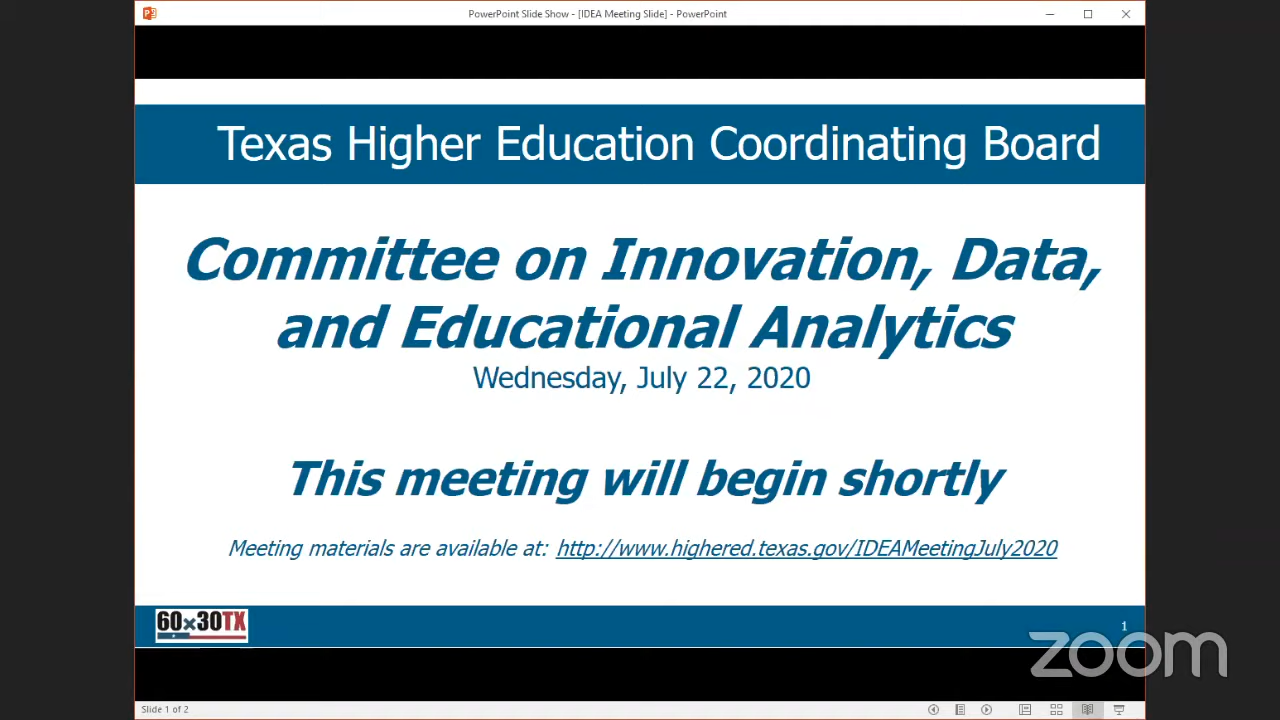 PowerPoint Slide Show - [IDEA Meeting Slide] - PowerPoint
Texas Higher Education Coordinating Board
Committee on Innovation, Data,
and Educational Analytics
Wednesday, July 22, 2020
This meeting will begin shortly
Meeting materials are available at: http://www.highered.texas.gov/IDEAMeetingJuly2020
60x30TX
1
zoom
Slide 1 of 2